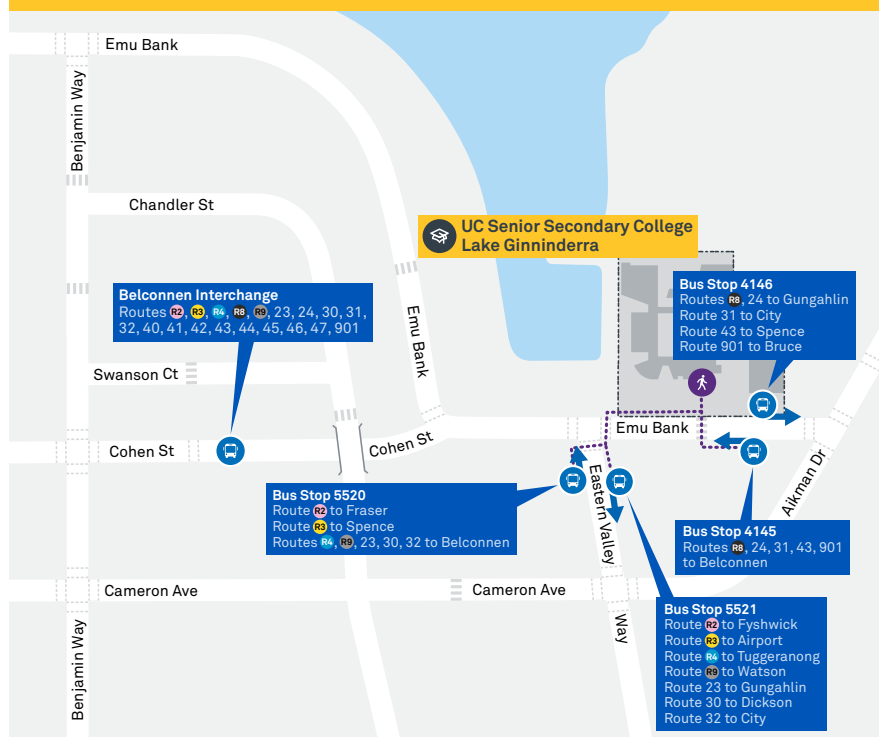 Emu Bank
Benjamin Way
Chandler St
UC Senior Secondary College
Lake Ginninderra
Bus Stop 4146
Routes R8, 24 to Gungahlin
Route 31 to City
Route 43 to Spence
Route 901 to Bruce
Belconnen Interchange
Routes R2, R3, R4, R8, R9, 23, 24, 30, 31,
32, 40, 41, 42, 43, 44, 45, 46, 47, 901
Emu Bank
Swanson Ct
Cohen St
Cohen St
Emu Bank
Aikman Dr
Eastern Valley
Way
Bus Stop 5520
Route R2 to Fraser
Route R3 to Spence
Routes R4, R9, 23, 30, 32 to Belconnen
Bus Stop 4145
Routes R8, 24, 31, 43, 901
to Belconnen
Cameron Ave
Cameron Ave
Bus Stop 5521
Route R2 to Fyshwick
Route R3 to Airport
Route R4 to Tuggeranong
Route R9 to Watson
Route 23 to Gungahlin
Route 30 to Dickson
Route 32 to City
Benjamin Way